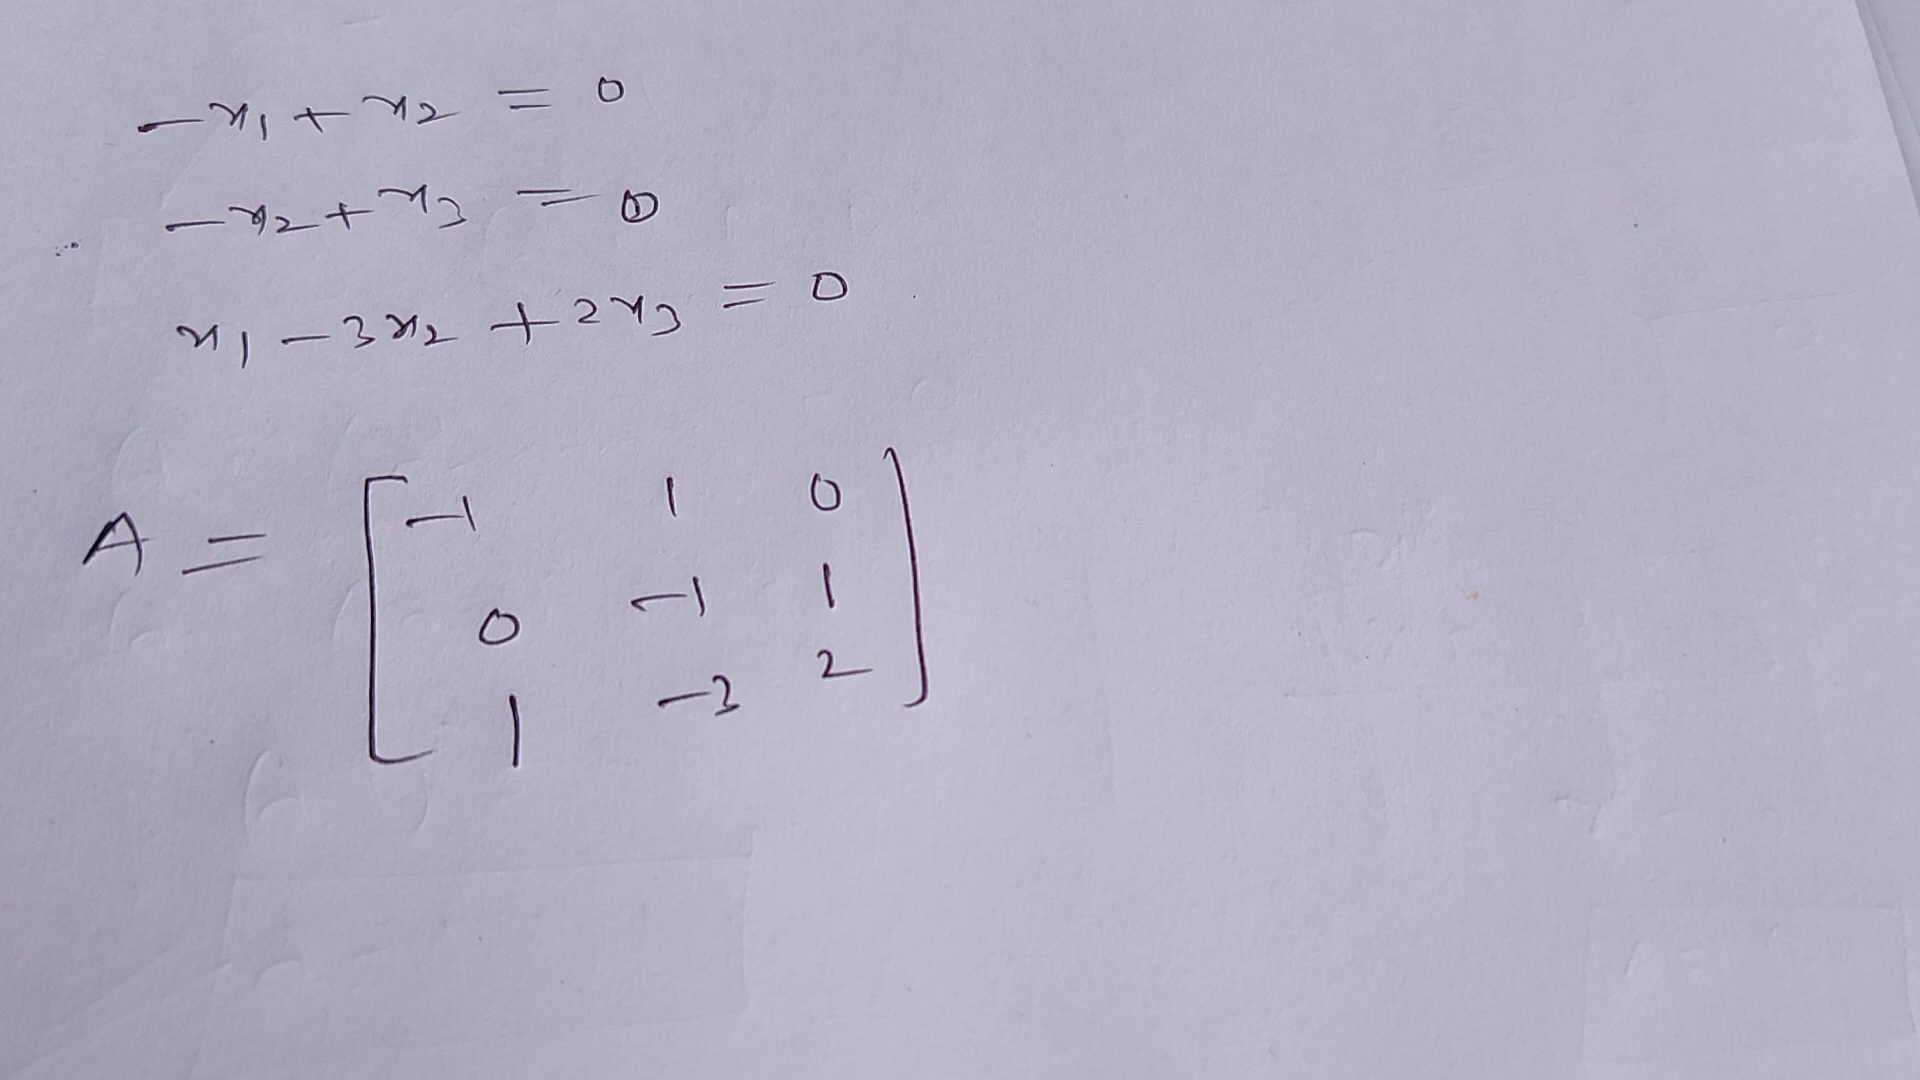 -x1 + x2 = 0
-x2 + x3 = 0
x1 - 3x2 + 2x3 = 0
A = [ -1 1 0
0 -1 1
1 -3 2 ]